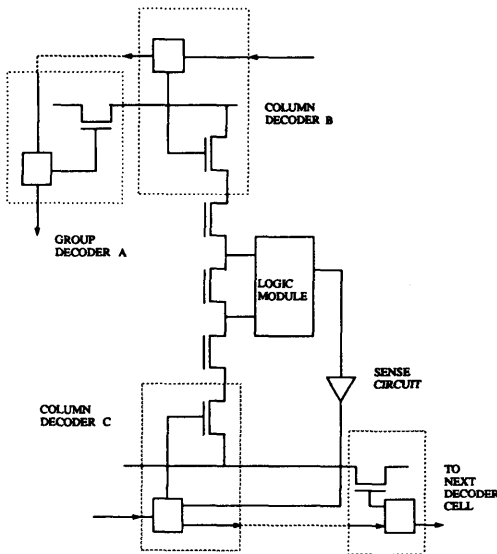 COLUMN
DECODER B
GROUP
DECODER A
LOGIC
MODULE
SENSE
CIRCUIT
COLUMN
DECODER C
TO
NEXT
DECODER
CELL